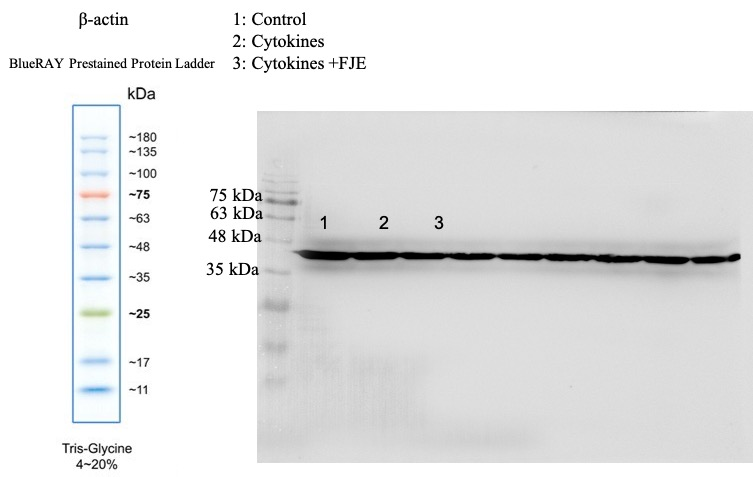 β-actin
1: Control
2: Cytokines
BlueRAY Prestained Protein Ladder
3: Cytokines +FJE
kDa
~180
~135
~100
~75
~63
~48
~35
~25
~17
~11
Tris-Glycine
4~20%
75 kDa
63 kDa
48 kDa
35 kDa
1 2 3